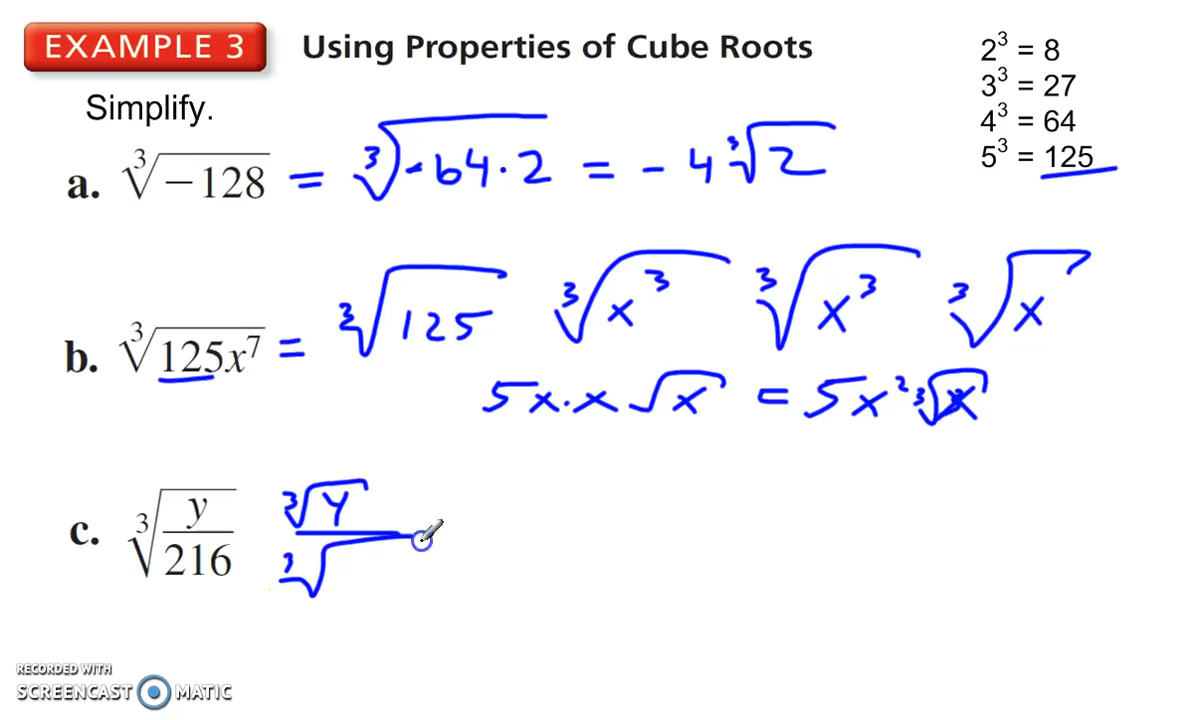 EXAMPLE 3 Using Properties of Cube Roots
2³ = 8
3³ = 27
4³ = 64
5³ = 125
Simplify.
a. ∛−128 = ∛-64·2 = -4∛2
b. ∛125x⁷ = ∛125 ∛x³ ∛x³ ∛x
5x·x√x = 5x²∛x
c. ∛y/216 ∛y/∛
RECORDED WITH
SCREENCAST MATIC